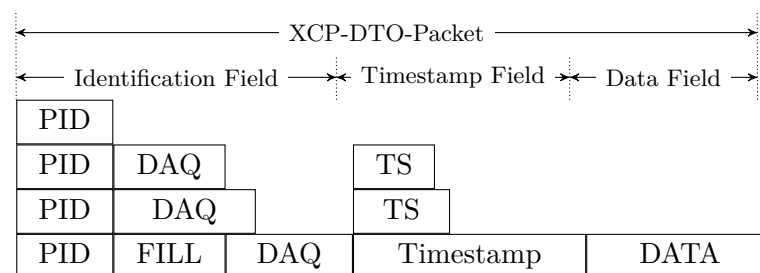 XCP-DTO-Packet
Identification Field Timestamp Field Data Field
PID
PID DAQ TS
PID DAQ TS
PID FILL DAQ Timestamp DATA